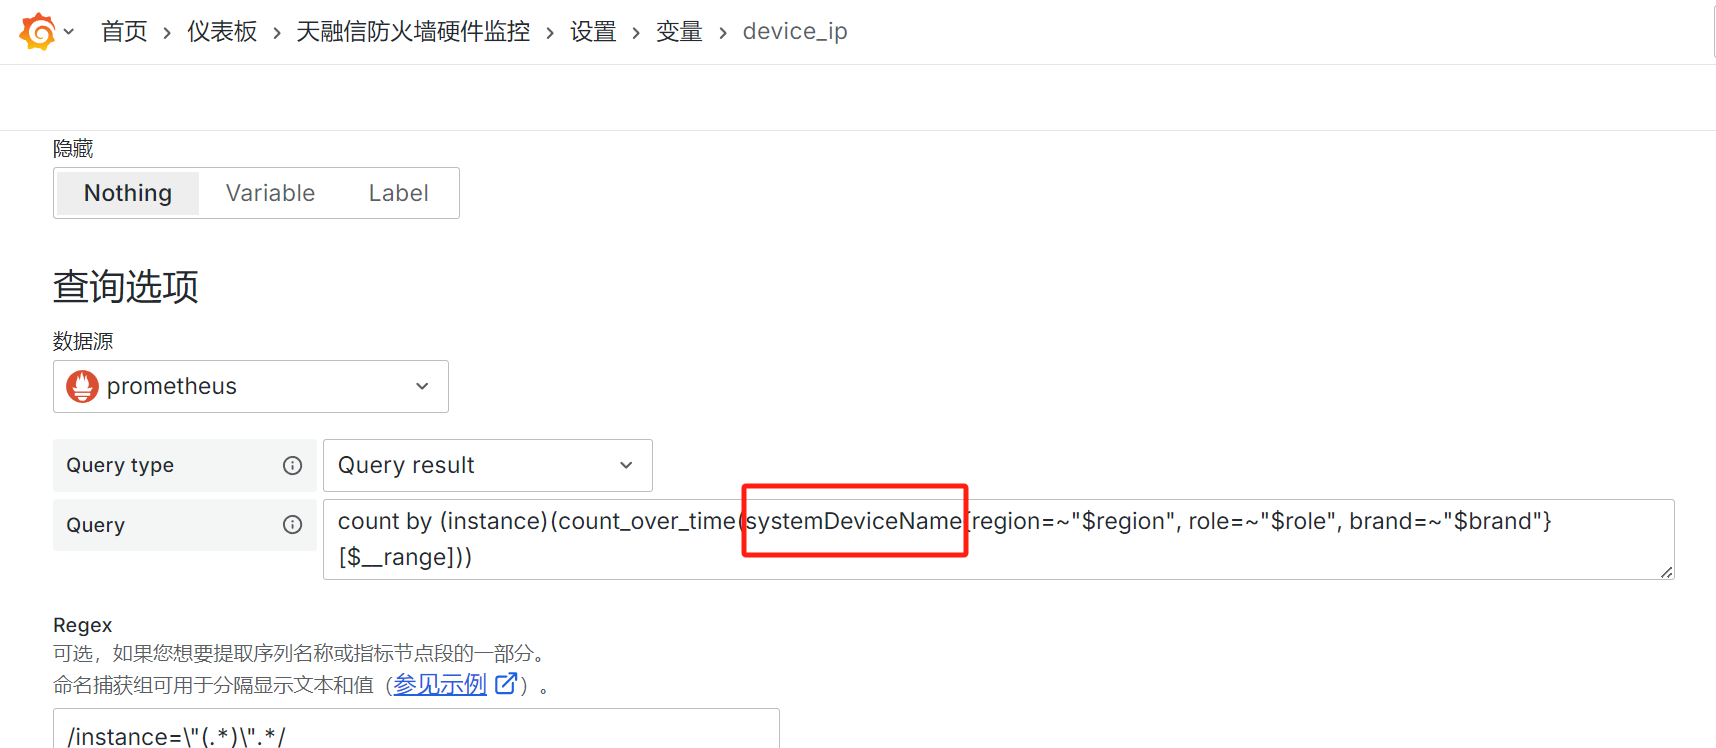 首页 › 仪表板 › 天融信防火墙硬件监控 › 设置 › 变量 › device_ip
隐藏
Nothing Variable Label
查询选项
数据源
prometheus
Query type Query result
Query count by (instance)(count_over_time(systemDeviceName{region=~"$region", role=~"$role", brand=~"$brand"}
[$__range]))
Regex
可选，如果您想要提取序列名称或指标节点段的一部分。
命名捕获组可用于分隔显示文本和值（参见示例）。
/instance=\"(.*)\".*/